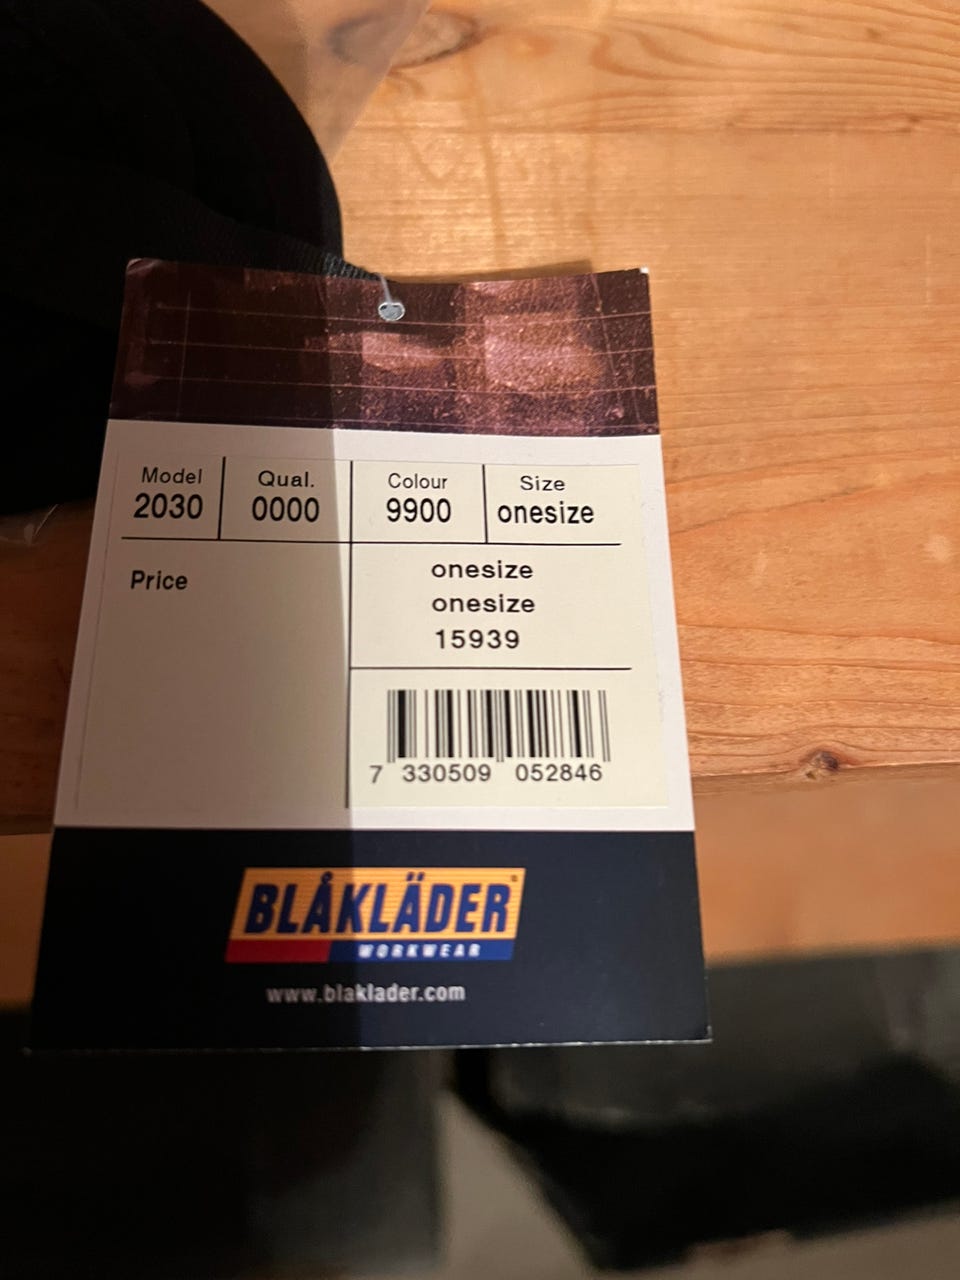 Model Qual. Colour Size
2030 0000 9900 onesize
Price
onesize
onesize
15939
7 330509 052846
BLÅKLÄDER
WORKWEAR
www.blaklader.com